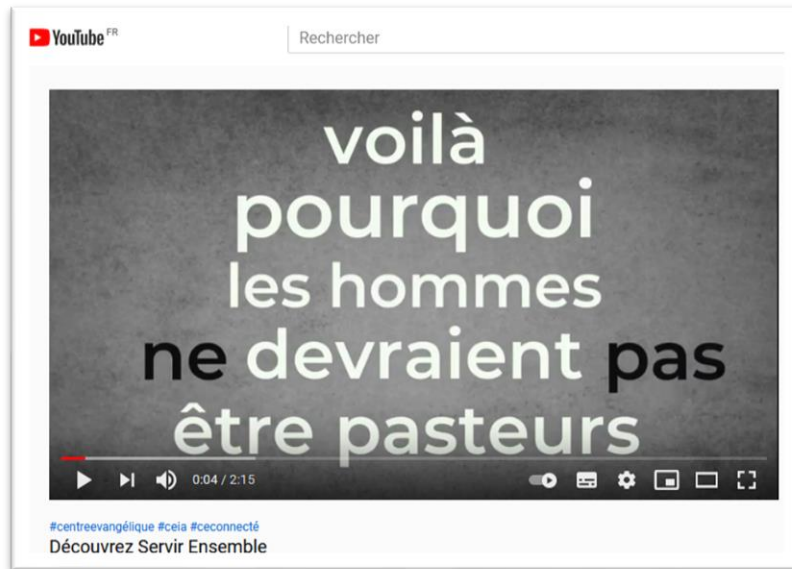 YouTube FR
Rechercher
voilà
pourquoi
les hommes
ne devraient pas
être pasteurs
0:04 / 2:15
#centreevangélique #ceia #ceconnecté
Découvrez Servir Ensemble